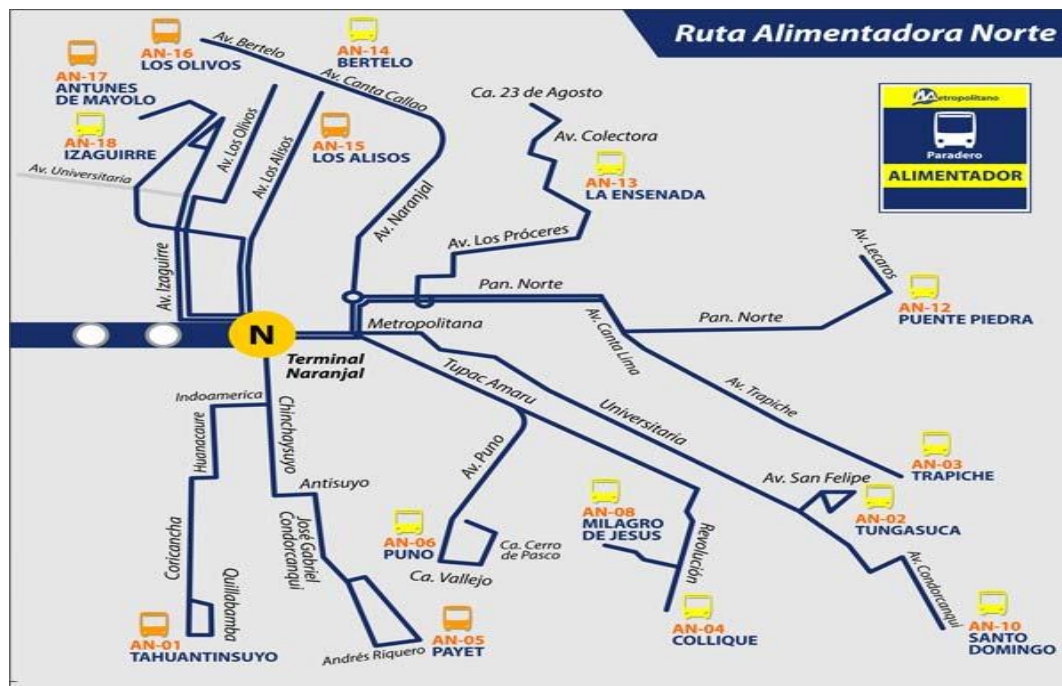 Ruta Alimentadora Norte
Metropolitano
Paradero
ALIMENTADOR
AN-16
LOS OLIVOS
AN-14
BERTELO
AN-17
ANTUNES
DE MAYOLO
AN-18
IZAGUIRRE
AN-15
LOS ALISOS
Av. Bertelo
Av. Canta Callao
Ca. 23 de Agosto
Av. Colectora
AN-13
LA ENSENADA
Av. Los Olivos
Av. Los Alisos
Av. Universitaria
Av. Naranjal
Av. Los Próceres
Av. Izaguirre
Pan. Norte
Av. Lecaros
AN-12
PUENTE PIEDRA
Pan. Norte
N
Terminal
Naranjal
Metropolitana
Av. Canta Lima
Tupac Amaru
Universitaria
Av. Trapiche
AN-03
TRAPICHE
Indoamerica
Huanacaure
Chinchaysuyo
Antisuyo
Av. Puno
Av. San Felipe
AN-02
TUNGASUCA
AN-08
MILAGRO
DE JESUS
Revolución
Coricancha
Quillabamba
José Gabriel
Condorcanqui
AN-06
PUNO
Ca. Cerro
de Pasco
Ca. Vallejo
Av. Condorcanqui
AN-01
TAHUANTINSUYO
Andrés Riquero
AN-05
PAYET
AN-04
COLLIQUE
AN-10
SANTO
DOMINGO